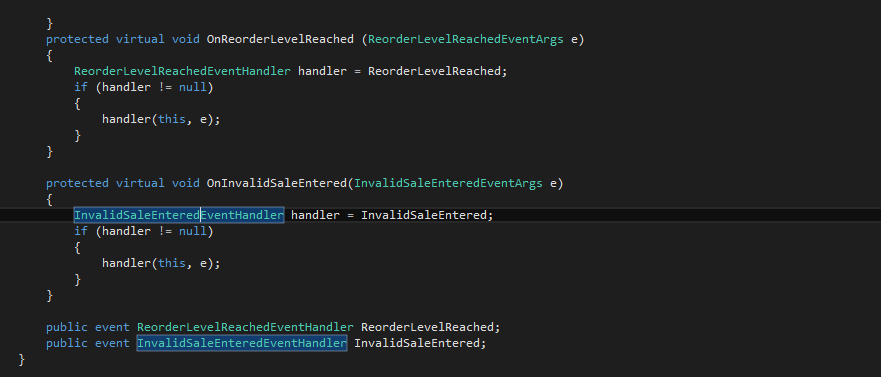 }
protected virtual void OnReorderLevelReached (ReorderLevelReachedEventArgs e)
{
ReorderLevelReachedEventHandler handler = ReorderLevelReached;
if (handler != null)
{
handler(this, e);
}
}
protected virtual void OnInvalidSaleEntered(InvalidSaleEnteredEventArgs e)
{
InvalidSaleEnteredEventHandler handler = InvalidSaleEntered;
if (handler != null)
{
handler(this, e);
}
}
public event ReorderLevelReachedEventHandler ReorderLevelReached;
public event InvalidSaleEnteredEventHandler InvalidSaleEntered;
}